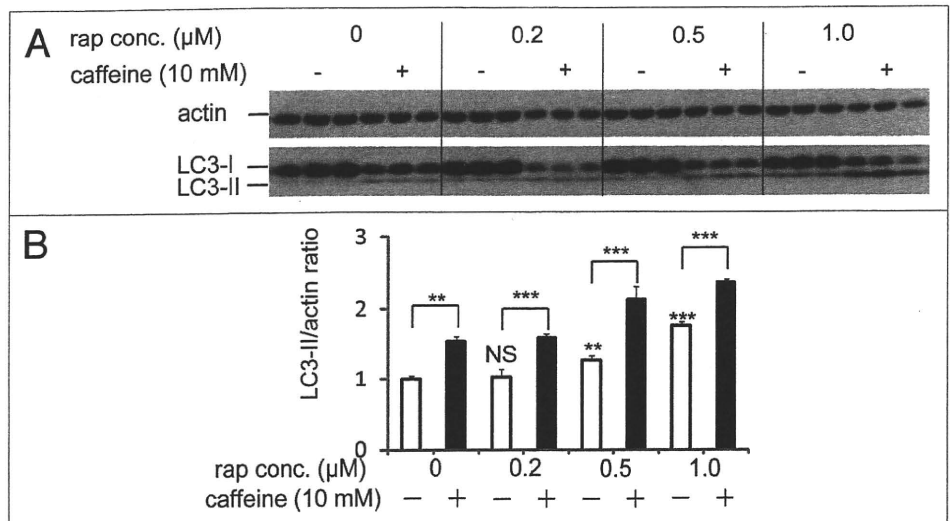 A
rap conc. (μM) 0 0.2 0.5 1.0
caffeine (10 mM) - + - + - + - +
actin
LC3-I
LC3-II
B
LC3-II/actin ratio
3
2
1
0
** *** *** ***
NS ** ***
rap conc. (μM) 0 0.2 0.5 1.0
caffeine (10 mM) − + − + − + − +